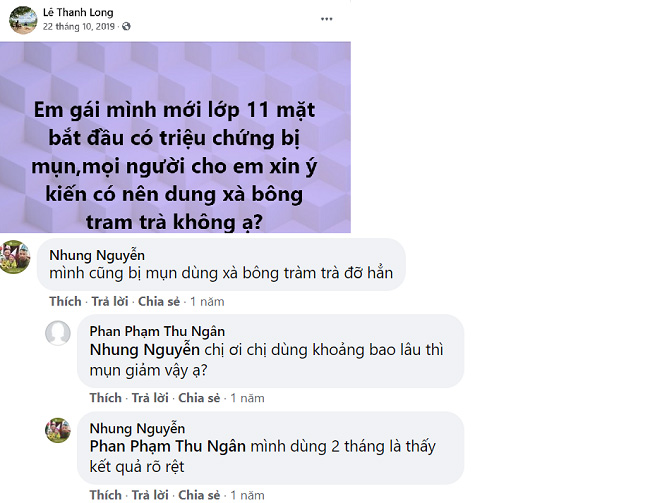 Lê Thanh Long
22 tháng 10, 2019 ·
Em gái mình mới lớp 11 mặt
bắt đầu có triệu chứng bị
mụn,mọi người cho em xin ý
kiến có nên dung xà bông
tram trà không ạ?
Nhung Nguyễn
mình cũng bị mụn dùng xà bông tràm trà đỡ hẳn
Thích · Trả lời · Chia sẻ · 1 năm
Phan Phạm Thu Ngân
Nhung Nguyễn chị ơi chị dùng khoảng bao lâu thì
mụn giảm vậy ạ?
Thích · Trả lời · Chia sẻ · 1 năm
Nhung Nguyễn
Phan Phạm Thu Ngân mình dùng 2 tháng là thấy
kết quả rõ rệt
Thích · Trả lời · Chia sẻ · 1 năm